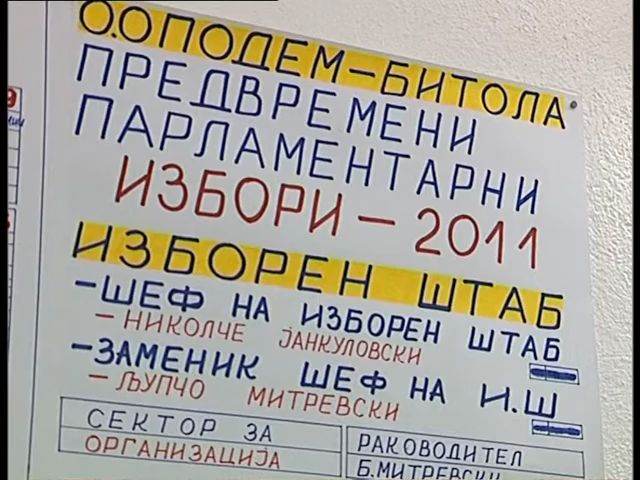 О.О ПОДЕМ – БИТОЛА
ПРЕДВРЕМЕНИ
ПАРЛАМЕНТАРНИ
ИЗБОРИ – 2011
ИЗБОРЕН ШТАБ
– ШЕФ НА ИЗБОРЕН ШТАБ
– НИКОЛЧЕ ЈАНКУЛОВСКИ
– ЗАМЕНИК ШЕФ НА И.Ш
– ЉУПЧО МИТРЕВСКИ
СЕКТОР ЗА
ОРГАНИЗАЦИЈА
РАКОВОДИТЕЛ
Б.МИТРЕВСКИ